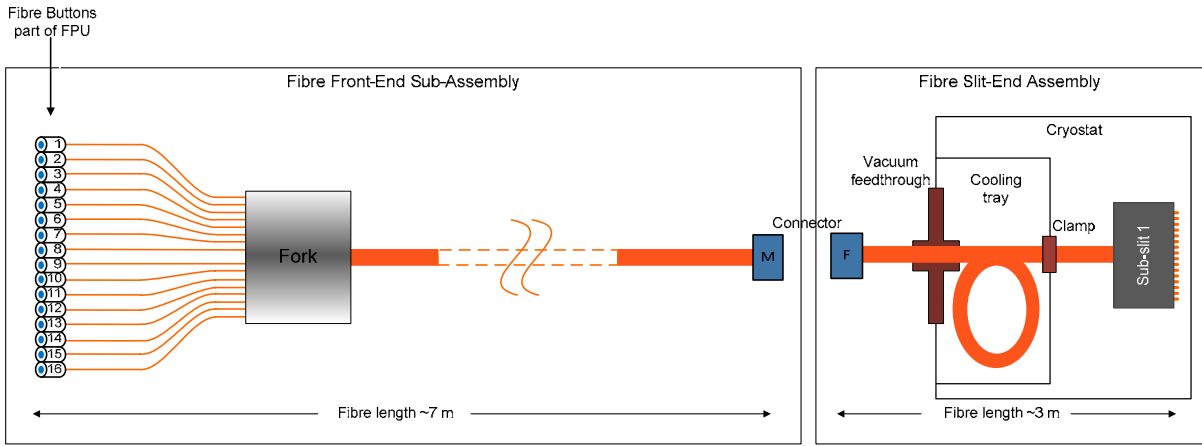 Fibre Buttons
part of FPU
Fibre Front-End Sub-Assembly
1
2
3
4
5
6
7
8
9
10
11
12
13
14
15
16
Fork
Connector
M
Fibre length ~7 m
Fibre Slit-End Assembly
Cryostat
Vacuum
feedthrough
Cooling
tray
Clamp
F
Sub-slit 1
Fibre length ~3 m